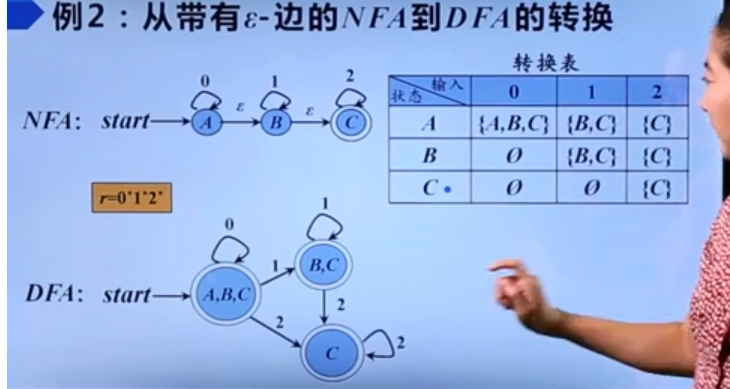 例2：从带有ε-边的NFA到DFA的转换
转换表
状态 输入 0 1 2
A {A,B,C} {B,C} {C}
B Ø {B,C} {C}
C Ø Ø {C}
NFA: start A ε B ε C
0 1 2
r=0*1*2*
DFA: start A,B,C
0
1
B,C
1
2
2
C
2